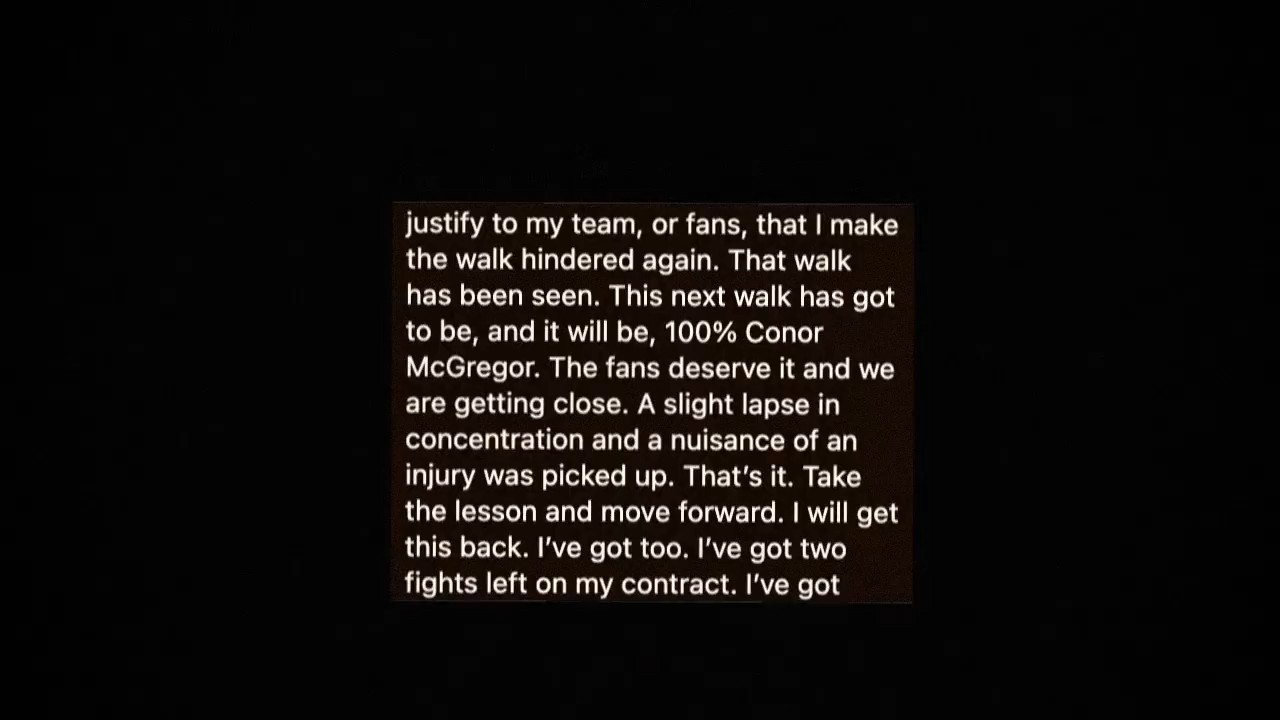 justify to my team, or fans, that I make
the walk hindered again. That walk
has been seen. This next walk has got
to be, and it will be, 100% Conor
McGregor. The fans deserve it and we
are getting close. A slight lapse in
concentration and a nuisance of an
injury was picked up. That’s it. Take
the lesson and move forward. I will get
this back. I’ve got too. I’ve got two
fights left on my contract. I’ve got